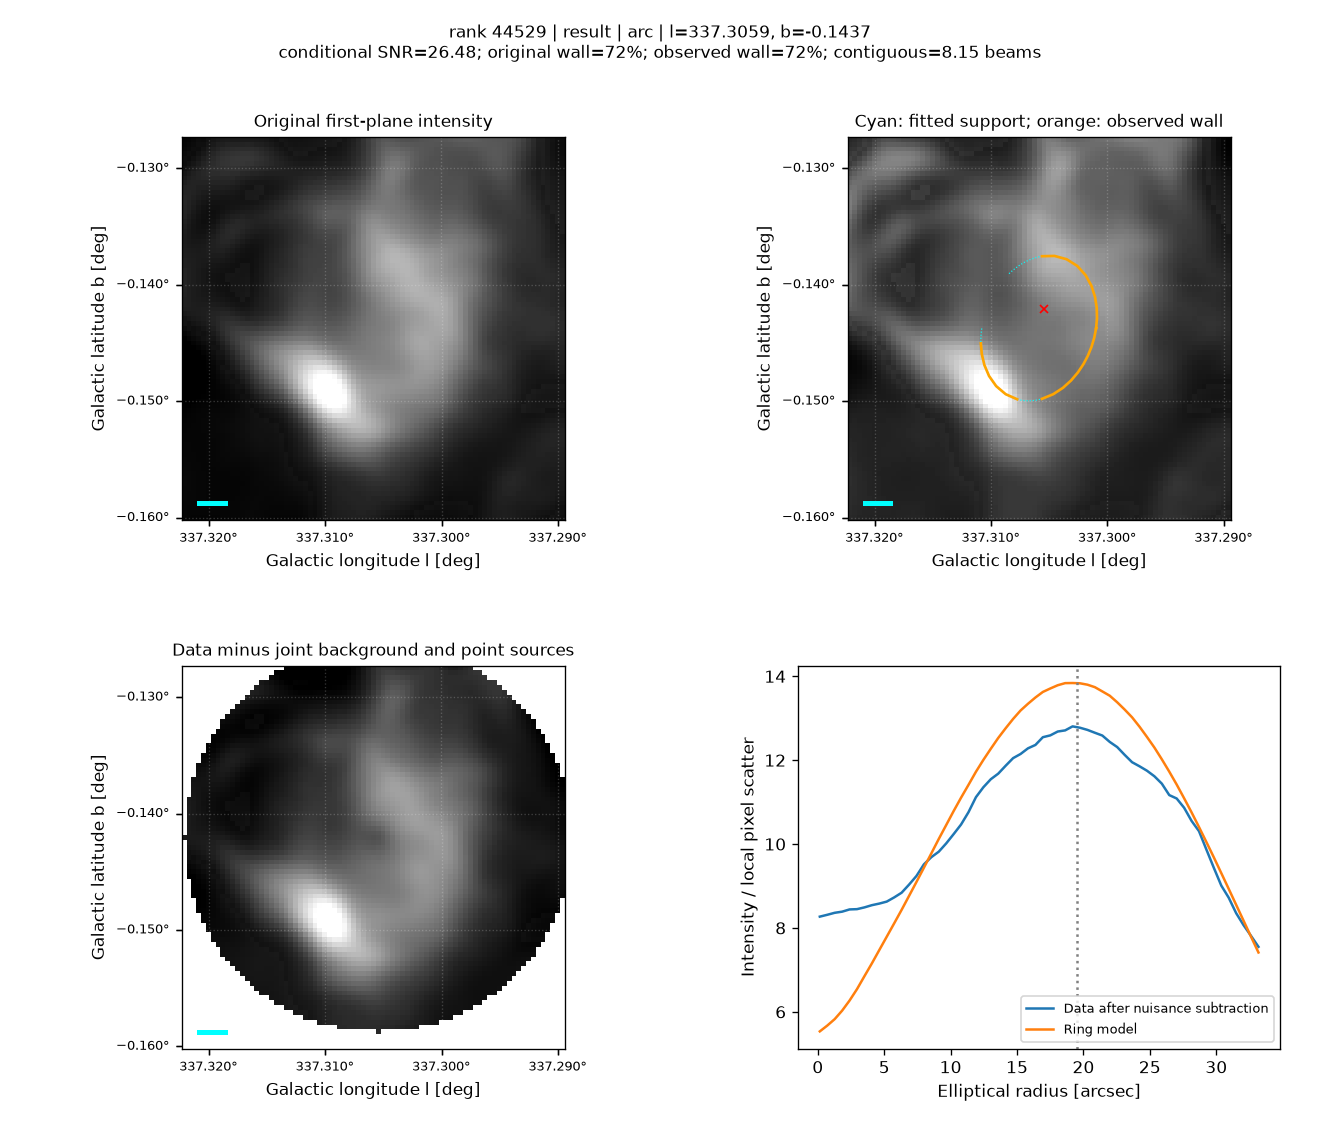 rank 44529 | result | arc | l=337.3059, b=-0.1437
conditional SNR=26.48; original wall=72%; observed wall=72%; contiguous=8.15 beams
Original first-plane intensity
−0.130°
−0.140°
−0.150°
−0.160°
337.320°
337.310°
337.300°
337.290°
Galactic longitude l [deg]
Galactic latitude b [deg]
Cyan: fitted support; orange: observed wall
−0.130°
−0.140°
−0.150°
−0.160°
337.320°
337.310°
337.300°
337.290°
Galactic longitude l [deg]
Galactic latitude b [deg]
Data minus joint background and point sources
−0.130°
−0.140°
−0.150°
−0.160°
337.320°
337.310°
337.300°
337.290°
Galactic longitude l [deg]
Galactic latitude b [deg]
14
12
10
8
6
0
5
10
15
20
25
30
Elliptical radius [arcsec]
Intensity / local pixel scatter
Data after nuisance subtraction
Ring model